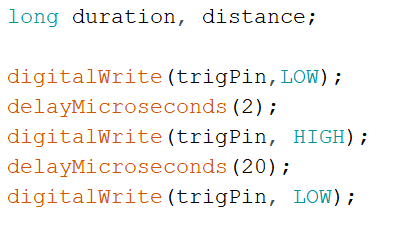 long duration, distance;
digitalWrite(trigPin,LOW);
delayMicroseconds(2);
digitalWrite(trigPin, HIGH);
delayMicroseconds(20);
digitalWrite(trigPin, LOW);